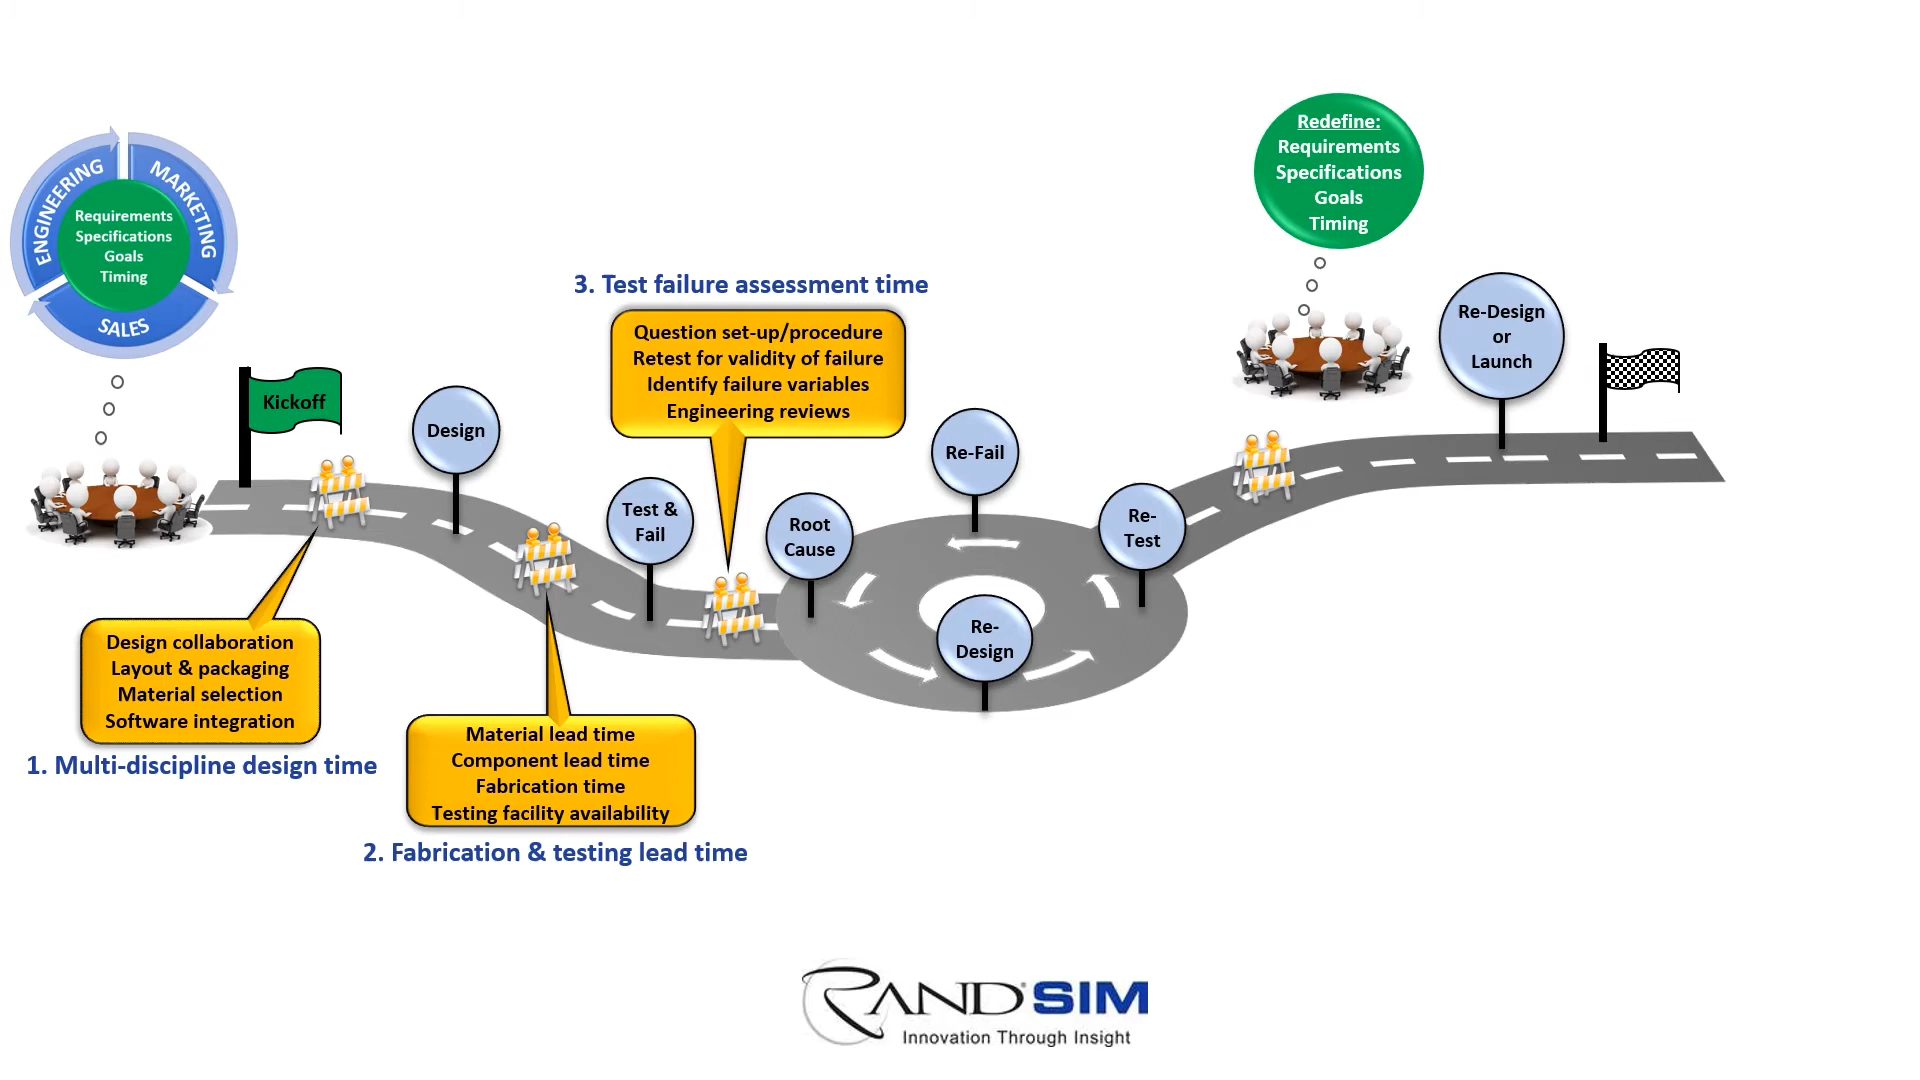 ENGINEERING
MARKETING
SALES
Requirements
Specifications
Goals
Timing
Kickoff
Design collaboration
Layout & packaging
Material selection
Software integration
1. Multi-discipline design time
Design
Material lead time
Component lead time
Fabrication time
Testing facility availability
2. Fabrication & testing lead time
Test &
Fail
3. Test failure assessment time
Question set-up/procedure
Retest for validity of failure
Identify failure variables
Engineering reviews
Root
Cause
Re-
Design
Re-
Test
Re-Fail
Redefine:
Requirements
Specifications
Goals
Timing
Re-Design
or
Launch
RAND® SIM
Innovation Through Insight